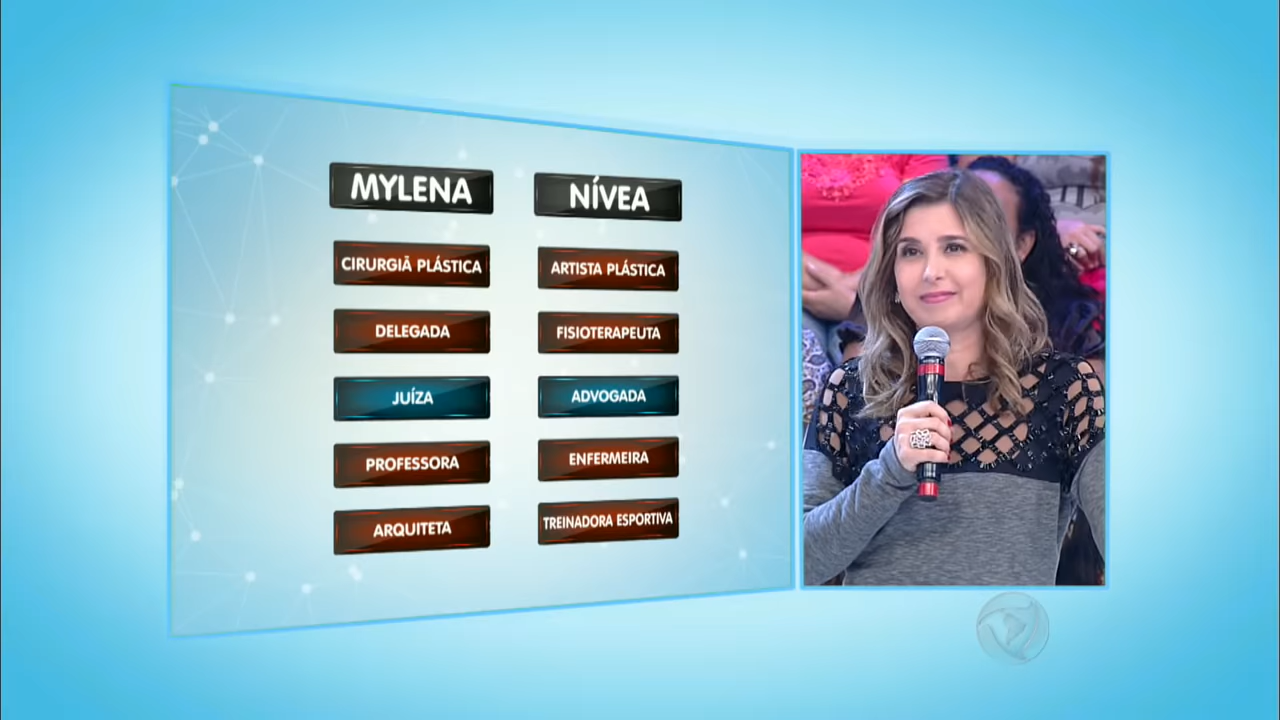 MYLENA
NÍVEA
CIRURGIÃ PLÁSTICA
ARTISTA PLÁSTICA
DELEGADA
FISIOTERAPEUTA
JUÍZA
ADVOGADA
PROFESSORA
ENFERMEIRA
ARQUITETA
TREINADORA ESPORTIVA